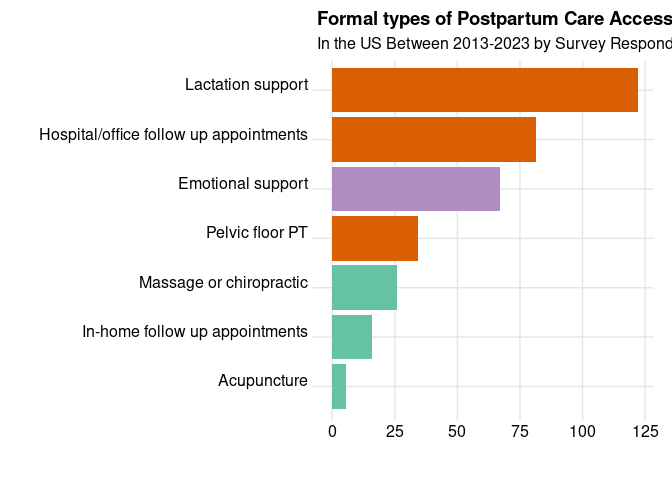 Formal types of Postpartum Care Access
In the US Between 2013-2023 by Survey Respond
Lactation support
Hospital/office follow up appointments
Emotional support
Pelvic floor PT
Massage or chiropractic
In-home follow up appointments
Acupuncture
0 25 50 75 100 125